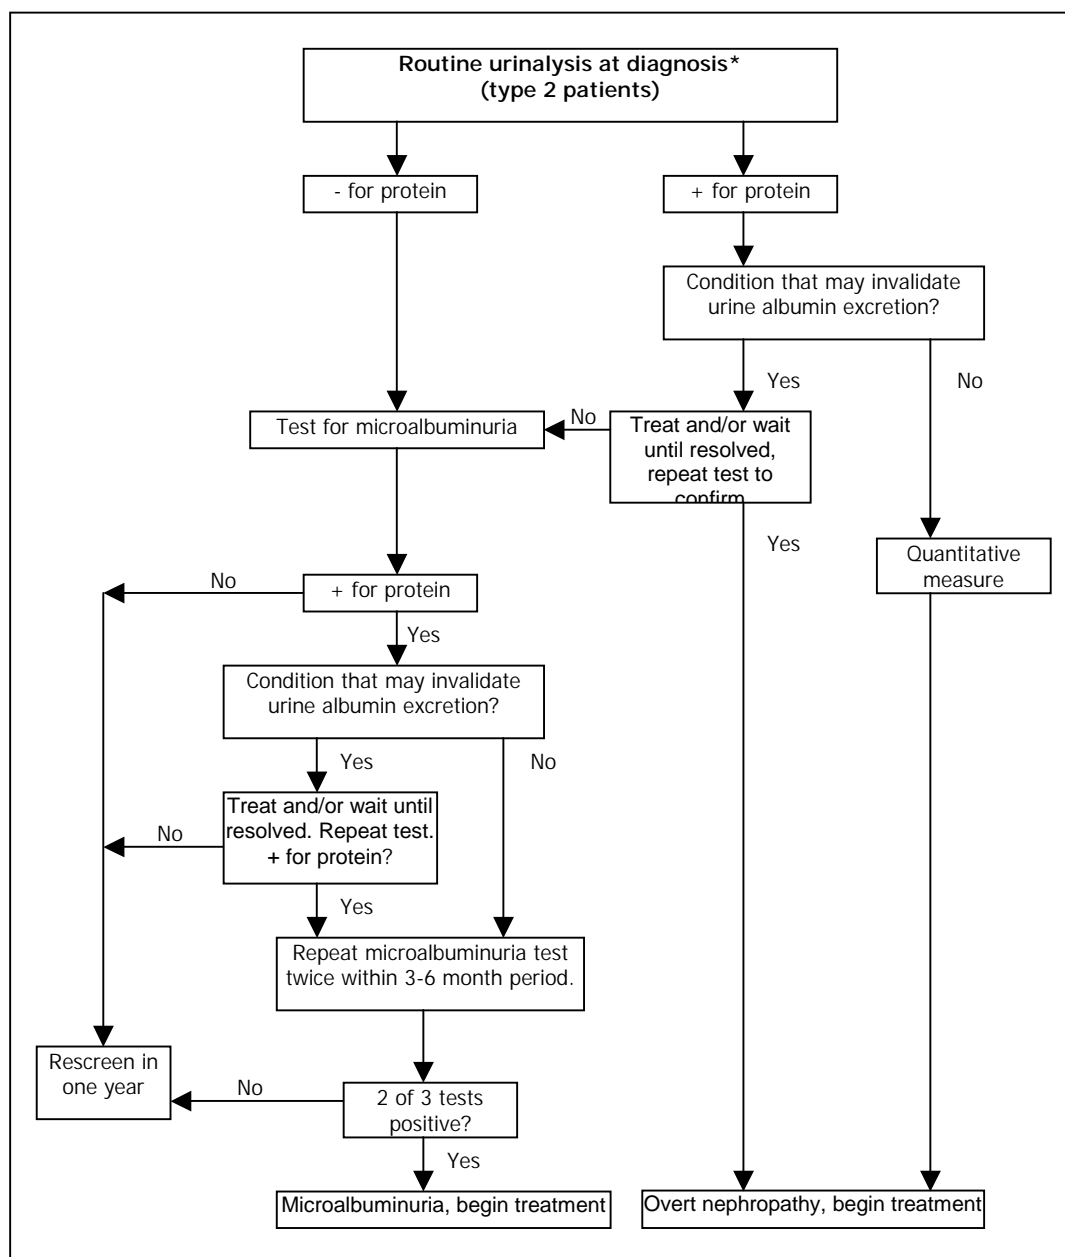 Routine urinalysis at diagnosis*
(type 2 patients)
- for protein
+ for protein
Condition that may invalidate
urine albumin excretion?
Yes
No
Test for microalbuminuria
No
Treat and/or wait
until resolved,
repeat test to
confirm
Yes
Quantitative
measure
No
+ for protein
Yes
Condition that may invalidate
urine albumin excretion?
Yes
No
Treat and/or wait until
resolved. Repeat test.
+ for protein?
No
Yes
Repeat microalbuminuria test
twice within 3-6 month period.
Rescreen in
one year
No
2 of 3 tests
positive?
Yes
Microalbuminuria, begin treatment
Overt nephropathy, begin treatment